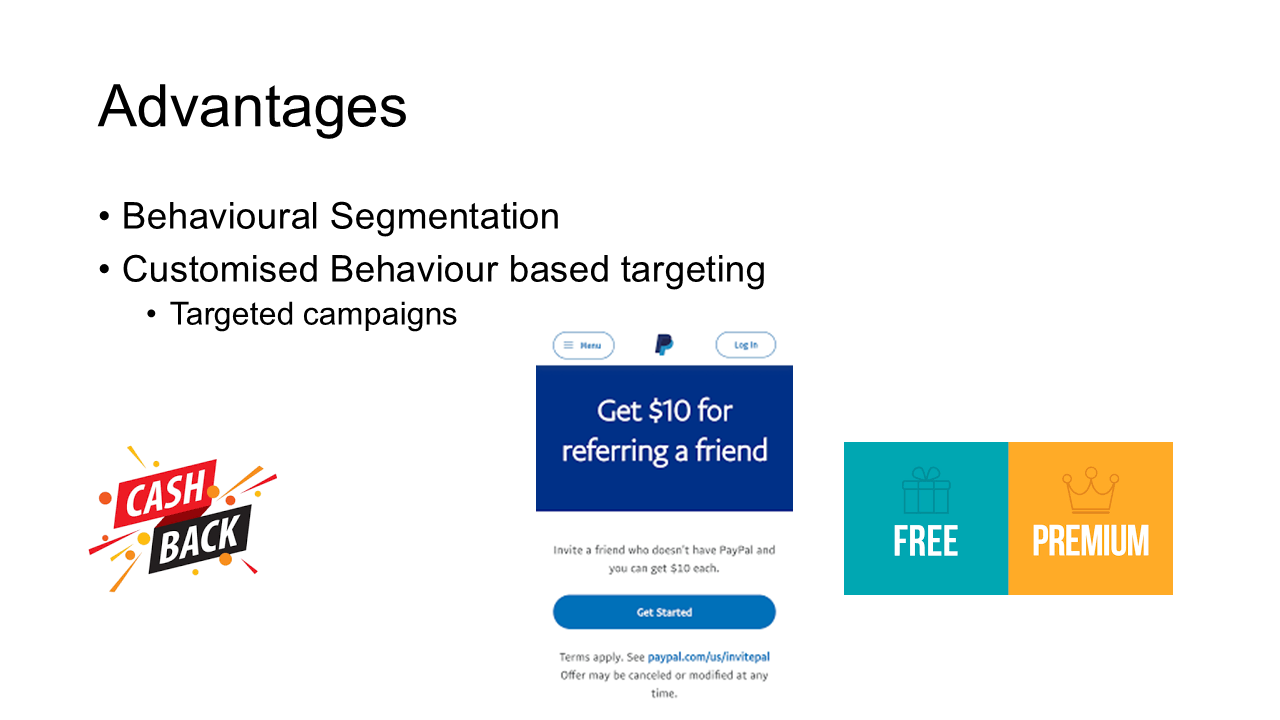 Advantages
• Behavioural Segmentation
• Customised Behaviour based targeting
• Targeted campaigns
Menu
Log In
Get $10 for
referring a friend
Invite a friend who doesn't have PayPal and
you can get $10 each.
Get Started
Terms apply. See paypal.com/us/invitepal
Offer may be canceled or modified at any
time.
CASH
BACK
FREE
PREMIUM